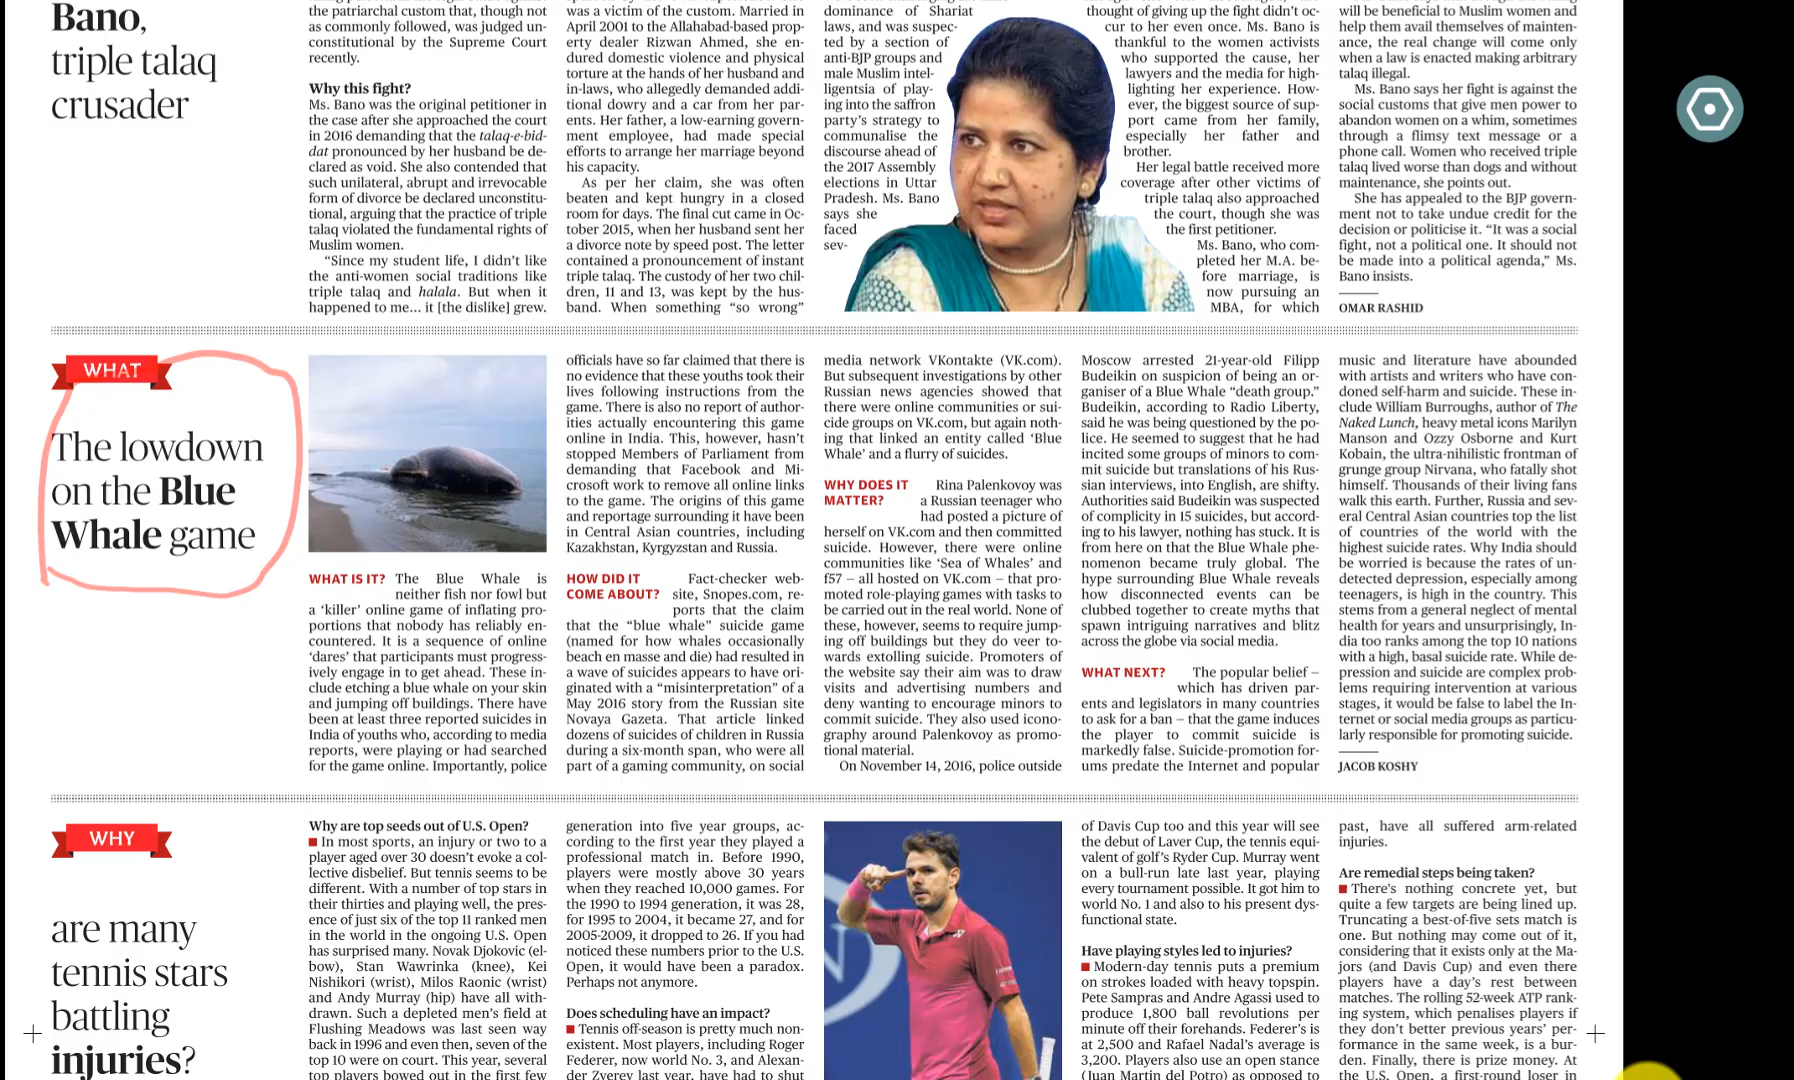 Bano,
triple talaq
crusader
the patriarchal custom that, though not
as commonly followed, was judged un-
constitutional by the Supreme Court
recently.
Why this fight?
Ms. Bano was the original petitioner in
the case after she approached the court
in 2016 demanding that the talaq-e-bid-
dat pronounced by her husband be de-
clared as void. She also contended that
such unilateral, abrupt and irrevocable
form of divorce be declared unconstitu-
tional, arguing that the practice of triple
talaq violated the fundamental rights of
Muslim women.
“Since my student life, I didn’t like
the anti-women social traditions like
triple talaq and halala. But when it
happened to me... it [the dislike] grew.
was a victim of the custom. Married in
April 2001 to the Allahabad-based prop-
erty dealer Rizwan Ahmed, she en-
dured domestic violence and physical
torture at the hands of her husband and
in-laws, who allegedly demanded addi-
tional dowry and a car from her par-
ents. Her father, a low-earning govern-
ment employee, had made special
efforts to arrange her marriage beyond
his capacity.
As per her claim, she was often
beaten and kept hungry in a closed
room for days. The final cut came in Oc-
tober 2015, when her husband sent her
a divorce note by speed post. The letter
contained a pronouncement of instant
triple talaq. The custody of her two chil-
dren, 11 and 13, was kept by the hus-
band. When something “so wrong”
dominance of Shariat
laws, and was suspec-
ted by a section of
anti-BJP groups and
male Muslim intel-
ligentsia of play-
ing into the saffron
party’s strategy to
communalise the
discourse ahead of
the 2017 Assembly
elections in Uttar
Pradesh. Ms. Bano
says she
faced
sev-
thought of giving up the fight didn’t oc-
cur to her even once. Ms. Bano is
thankful to the women activists
who supported the cause, her
lawyers and the media for high-
lighting her experience. How-
ever, the biggest source of sup-
port came from her family,
especially her father and
brother.
Her legal battle received more
coverage after other victims of
triple talaq also approached
the court, though she was
the first petitioner.
Ms. Bano, who com-
pleted her M.A. be-
fore marriage, is
now pursuing an
MBA, for which
will be beneficial to Muslim women and
help them avail themselves of mainten-
ance, the real change will come only
when a law is enacted making arbitrary
talaq illegal.
Ms. Bano says her fight is against the
social customs that give men power to
abandon women on a whim, sometimes
through a flimsy text message or a
phone call. Women who received triple
talaq lived worse than dogs and without
maintenance, she points out.
She has appealed to the BJP govern-
ment not to take undue credit for the
decision or politicise it. “It was a social
fight, not a political one. It should not
be made into a political agenda,” Ms.
Bano insists.
OMAR RASHID
WHAT
The lowdown
on the Blue
Whale game
WHAT IS IT? The Blue Whale is
neither fish nor fowl but
a ‘killer’ online game of inflating pro-
portions that nobody has reliably en-
countered. It is a sequence of online
‘dares’ that participants must progress-
ively engage in to get ahead. These in-
clude etching a blue whale on your skin
and jumping off buildings. There have
been at least three reported suicides in
India of youths who, according to media
reports, were playing or had searched
for the game online. Importantly, police
officials have so far claimed that there is
no evidence that these youths took their
lives following instructions from the
game. There is also no report of author-
ities actually encountering this game
online in India. This, however, hasn’t
stopped Members of Parliament from
demanding that Facebook and Mi-
crosoft work to remove all online links
to the game. The origins of this game
and reportage surrounding it have been
in Central Asian countries, including
Kazakhstan, Kyrgyzstan and Russia.
HOW DID IT Fact-checker web-
COME ABOUT? site, Snopes.com, re-
ports that the claim
that the “blue whale” suicide game
(named for how whales occasionally
beach en masse and die) had resulted in
a wave of suicides appears to have ori-
ginated with a “misinterpretation” of a
May 2016 story from the Russian site
Novaya Gazeta. That article linked
dozens of suicides of children in Russia
during a six-month span, who were all
part of a gaming community, on social
media network VKontakte (VK.com).
But subsequent investigations by other
Russian news agencies showed that
there were online communities or sui-
cide groups on VK.com, but again noth-
ing that linked an entity called ‘Blue
Whale’ and a flurry of suicides.
WHY DOES IT Rina Palenkovoy was
MATTER? a Russian teenager who
had posted a picture of
herself on VK.com and then committed
suicide. However, there were online
communities like ‘Sea of Whales’ and
f57 – all hosted on VK.com – that pro-
moted role-playing games with tasks to
be carried out in the real world. None of
these, however, seems to require jump-
ing off buildings but they do veer to-
wards extolling suicide. Promoters of
the website say their aim was to draw
visits and advertising numbers and
deny wanting to encourage minors to
commit suicide. They also used icono-
graphy around Palenkovoy as promo-
tional material.
On November 14, 2016, police outside
Moscow arrested 21-year-old Filipp
Budeikin on suspicion of being an or-
ganiser of a Blue Whale “death group.”
Budeikin, according to Radio Liberty,
said he was being questioned by the po-
lice. He seemed to suggest that he had
incited some groups of minors to com-
mit suicide but translations of his Rus-
sian interviews, into English, are shifty.
Authorities said Budeikin was suspected
of complicity in 15 suicides, but accord-
ing to his lawyer, nothing has stuck. It is
from here on that the Blue Whale phe-
nomenon became truly global. The
hype surrounding Blue Whale reveals
how disconnected events can be
clubbed together to create myths that
spawn intriguing narratives and blitz
across the globe via social media.
WHAT NEXT? The popular belief –
which has driven par-
ents and legislators in many countries
to ask for a ban – that the game induces
the player to commit suicide is
markedly false. Suicide-promotion for-
ums predate the Internet and popular
music and literature have abounded
with artists and writers who have con-
doned self-harm and suicide. These in-
clude William Burroughs, author of The
Naked Lunch, heavy metal icons Marilyn
Manson and Ozzy Osborne and Kurt
Kobain, the ultra-nihilistic frontman of
grunge group Nirvana, who fatally shot
himself. Thousands of their living fans
walk this earth. Further, Russia and sev-
eral Central Asian countries top the list
of countries of the world with the
highest suicide rates. Why India should
be worried is because the rates of un-
detected depression, especially among
teenagers, is high in the country. This
stems from a general neglect of mental
health for years and unsurprisingly, In-
dia too ranks among the top 10 nations
with a high, basal suicide rate. While de-
pression and suicide are complex prob-
lems requiring intervention at various
stages, it would be false to label the In-
ternet or social media groups as particu-
larly responsible for promoting suicide.
JACOB KOSHY
WHY
are many
tennis stars
battling
injuries?
Why are top seeds out of U.S. Open?
In most sports, an injury or two to a
player aged over 30 doesn’t evoke a col-
lective disbelief. But tennis seems to be
different. With a number of top stars in
their thirties and playing well, the pres-
ence of just six of the top 11 ranked men
in the world in the ongoing U.S. Open
has surprised many. Novak Djokovic (el-
bow), Stan Wawrinka (knee), Kei
Nishikori (wrist), Milos Raonic (wrist)
and Andy Murray (hip) have all with-
drawn. Such a depleted men’s field at
Flushing Meadows was last seen way
back in 1996 and even then, seven of the
top 10 were on court. This year, several
top players bowed out in the first few
generation into five year groups, ac-
cording to the first year they played a
professional match in. Before 1990,
players were mostly above 30 years
when they reached 10,000 games. For
the 1990 to 1994 generation, it was 28,
for 1995 to 2004, it became 27, and for
2005-2009, it dropped to 26. If you had
noticed these numbers prior to the U.S.
Open, it would have been a paradox.
Perhaps not anymore.
Does scheduling have an impact?
Tennis off-season is pretty much non-
existent. Most players, including Roger
Federer, now world No. 3, and Alexan-
der Zverev last year, have had to shut
of Davis Cup too and this year will see
the debut of Laver Cup, the tennis equi-
valent of golf’s Ryder Cup. Murray went
on a bull-run late last year, playing
every tournament possible. It got him to
world No. 1 and also to his present dys-
functional state.
Have playing styles led to injuries?
Modern-day tennis puts a premium
on strokes loaded with heavy topspin.
Pete Sampras and Andre Agassi used to
produce 1,800 ball revolutions per
minute off their forehands. Federer’s is
at 2,500 and Rafael Nadal’s average is
3,200. Players also use an open stance
(Juan Martin del Potro) as opposed to
past, have all suffered arm-related
injuries.
Are remedial steps being taken?
There’s nothing concrete yet, but
quite a few targets are being lined up.
Truncating a best-of-five sets match is
one. But nothing may come out of it,
considering that it exists only at the Ma-
jors (and Davis Cup) and even there
players have a day’s rest between
matches. The rolling 52-week ATP rank-
ing system, which penalises players if
they don’t better previous years’ per-
formance in the same week, is a bur-
den. Finally, there is prize money. At
the U.S. Open, a first-round loser in